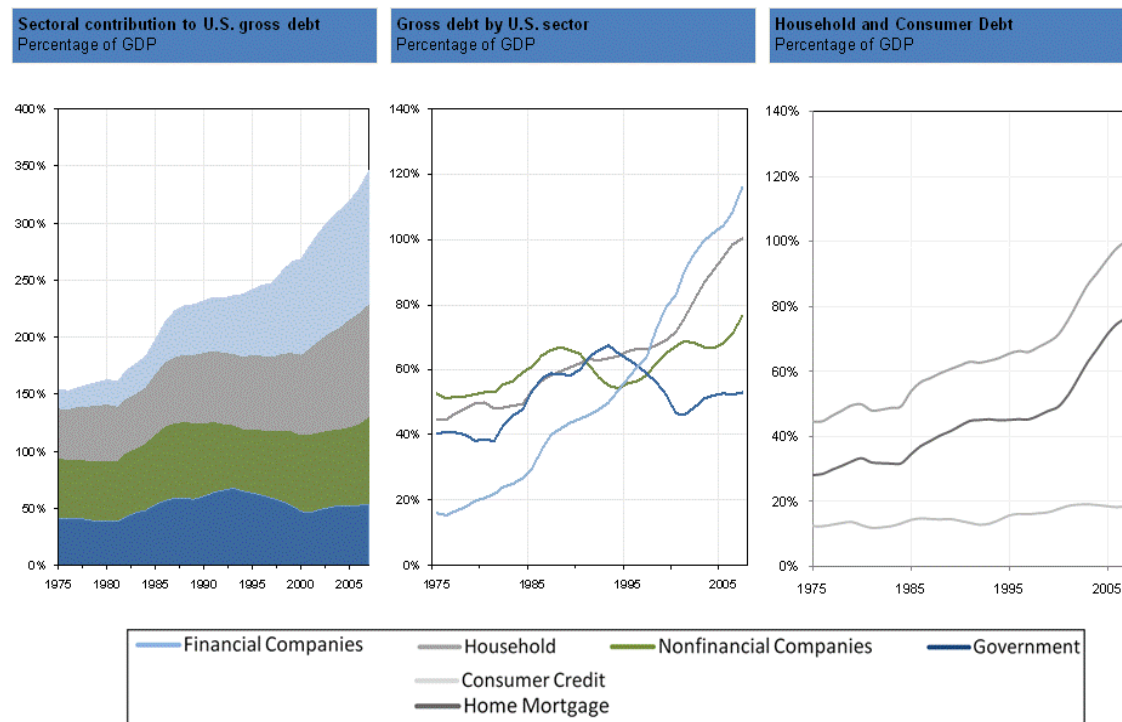 Sectoral contribution to U.S. gross debt
Percentage of GDP
400%
350%
300%
250%
200%
150%
100%
50%
0%
1975 1980 1985 1990 1995 2000 2005
Gross debt by U.S. sector
Percentage of GDP
140%
120%
100%
80%
60%
40%
20%
0%
1975 1985 1995 2005
Household and Consumer Debt
Percentage of GDP
140%
120%
100%
80%
60%
40%
20%
0%
1975 1985 1995 2005
Financial Companies Household Nonfinancial Companies Government
Consumer Credit
Home Mortgage